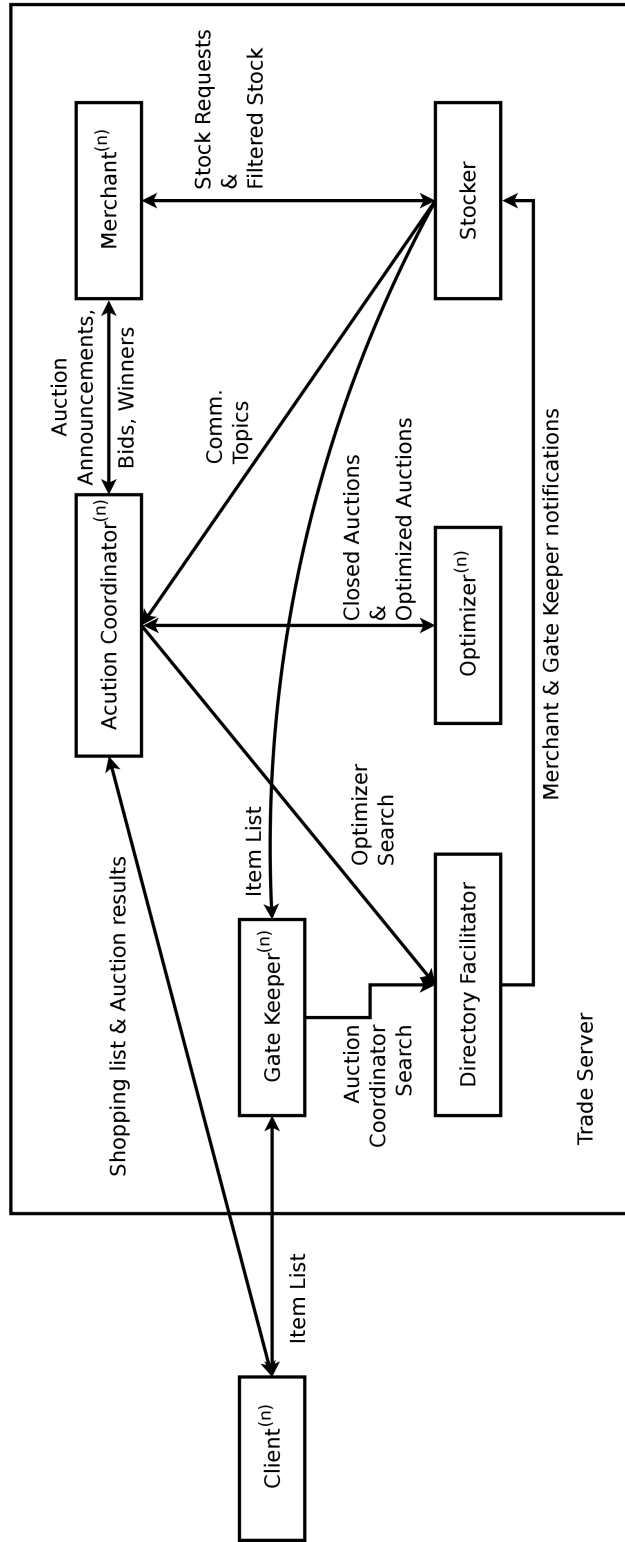 Auction
Announcements,
Bids, Winners
Acution Coordinator(n)
Merchant(n)
Shopping list & Auction results
Comm.
Topics
Stock Requests
&
Filtered Stock
Client(n)
Item List
Gate Keeper(n)
Item List
Auction
Coordinator
Search
Optimizer
Search
Closed Auctions
&
Optimized Auctions
Directory Facilitator
Optimizer(n)
Stocker
Merchant & Gate Keeper notifications
Trade Server